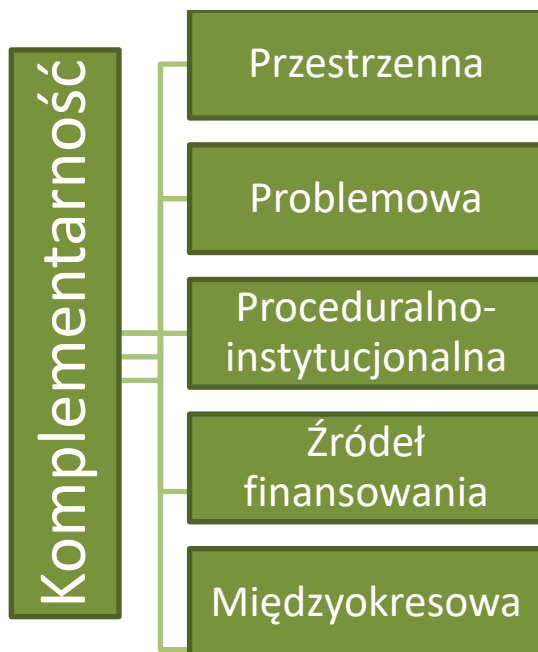 Komplementarność
Przestrzenna
Problemowa
Proceduralno-
instytucjonalna
Źródeł
finansowania
Międzyokresowa